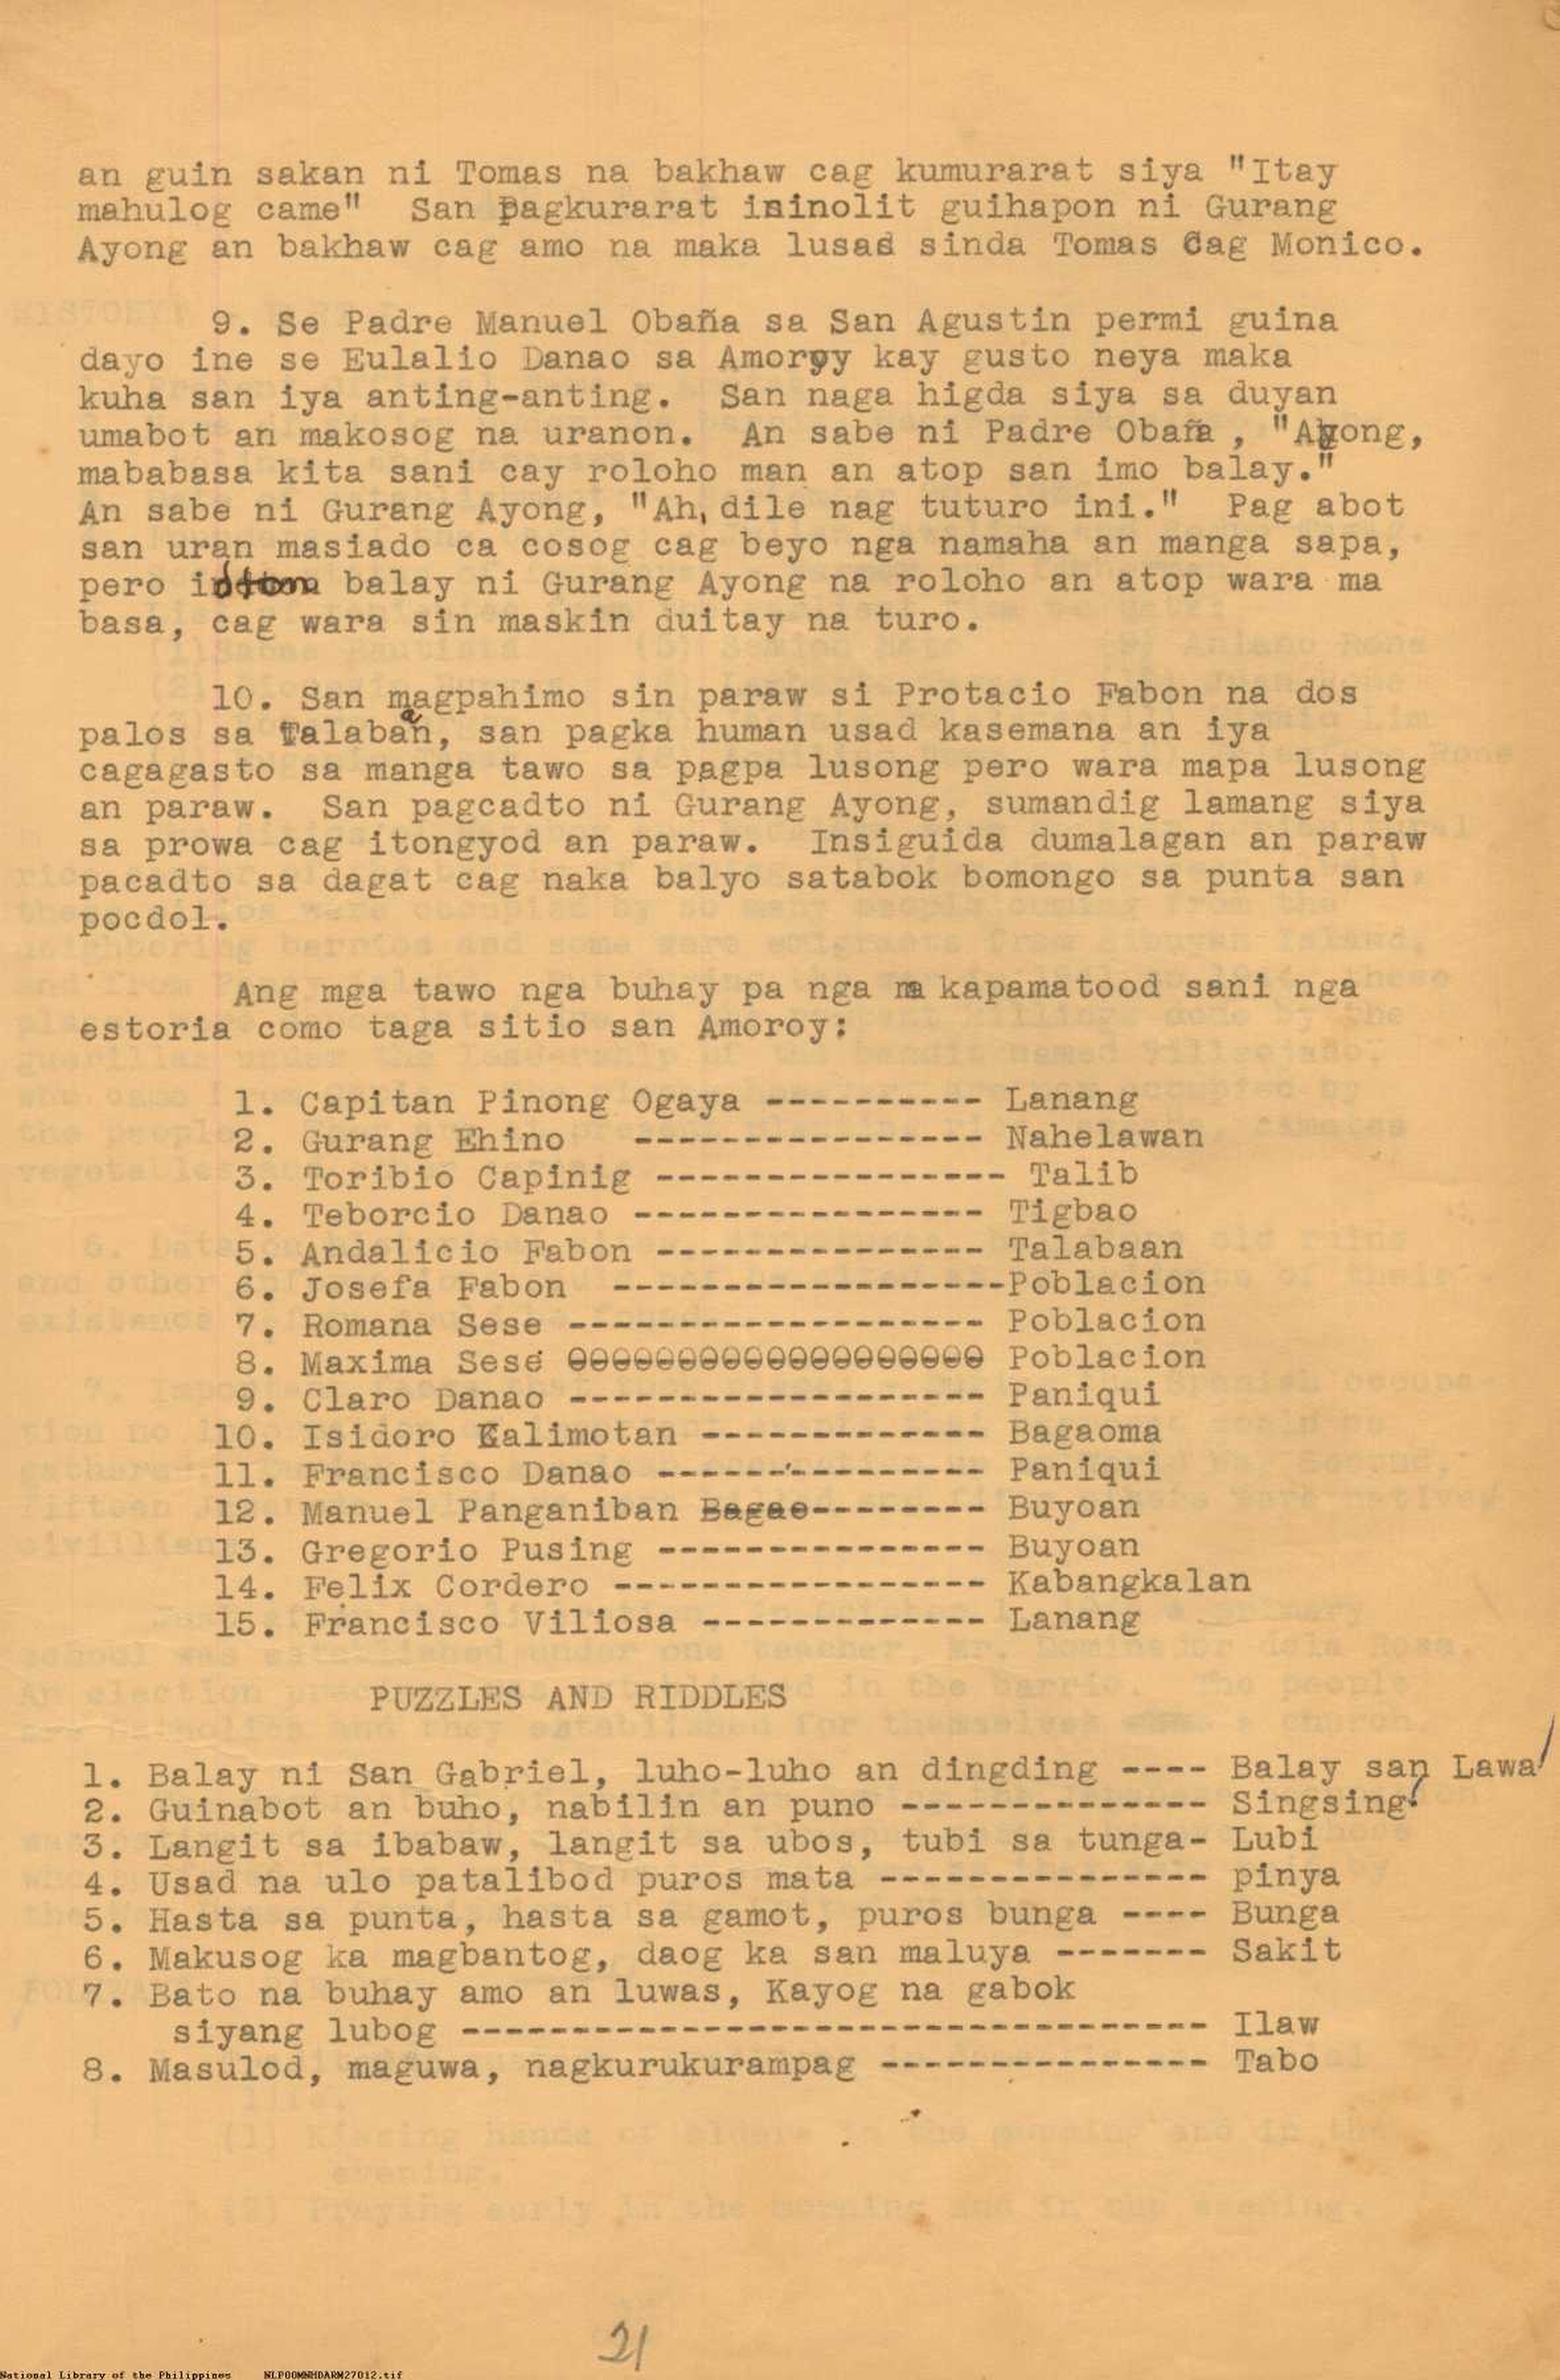 an guin sakan ni Tomas na bakhaw cag kumurarat siya "Itay
mahulog came"  San pagkurarat ininolit guihapon ni Gurang
Ayong an bakhaw cag amo na maka lusad sinda Tomas Cag Monico.
9. Se Padre Manuel Obaña sa San Agustin permi guina
dayo ine se Eulalio Danao sa Amoroy kay gusto neya maka
kuha san iya anting-anting.  San naga higda siya sa duyan
umabot an makosog na uranon.  An sabe ni Padre Obaña , "Ayong,
mababasa kita sani cay roloho man an atop san imo balay."
An sabe ni Gurang Ayong, "Ah, dile nag tuturo ini."  Pag abot
san uran masiado ca cosog cag beyo nga namaha an manga sapa,
pero balay ni Gurang Ayong na roloho an atop wara ma
basa, cag wara sin maskin duitay na turo.
10. San magpahimo sin paraw si Protacio Fabon na dos
palos sa Talabaan, san pagka human usad kasemana an iya
cagagasto sa manga tawo sa pagpa lusong pero wara mapa lusong
an paraw.  San pagcadto ni Gurang Ayong, sumandig lamang siya
sa prowa cag itongyod an paraw.  Insiguida dumalagan an paraw
pacadto sa dagat cag naka balyo satabok bomongo sa punta san
pocdol.
Ang mga tawo nga buhay pa nga ma kapamatood sani nga
estoria como taga sitio san Amoroy:
1. Capitan Pinong Ogaya ---------- Lanang
2. Gurang Ehino ---------------- Nahelawan
3. Toribio Capinig ---------------- Talib
4. Teborcio Danao ---------------- Tigbao
5. Andalicio Fabon --------------- Talabaan
6. Josefa Fabon ------------------Poblacion
7. Romana Sese ------------------- Poblacion
8. Maxima Sese ------------------- Poblacion
9. Claro Danao ------------------- Paniqui
10. Isidoro Kalimotan ------------- Bagaoma
11. Francisco Danao --------------- Paniqui
12. Manuel Panganiban Bagao-------- Buyoan
13. Gregorio Pusing --------------- Buyoan
14. Felix Cordero ----------------- Kabangkalan
15. Francisco Viliosa ------------- Lanang
PUZZLES AND RIDDLES
1. Balay ni San Gabriel, luho-luho an dingding ---- Balay san Lawa
2. Guinabot an buho, nabilin an puno -------------- Singsing
3. Langit sa ibabaw, langit sa ubos, tubi sa tunga- Lubi
4. Usad na ulo patalibod puros mata --------------- pinya
5. Hasta sa punta, hasta sa gamot, puros bunga ---- Bunga
6. Makusog ka magbantog, daog ka san maluya ------- Sakit
7. Bato na buhay amo an luwas, Kayog na gabok
siyang lubog ---------------------------------- Ilaw
8. Masulod, maguwa, nagkurukurampag --------------- Tabo
21
National Library of the Philippines NLP00MNHDARM27012.tif